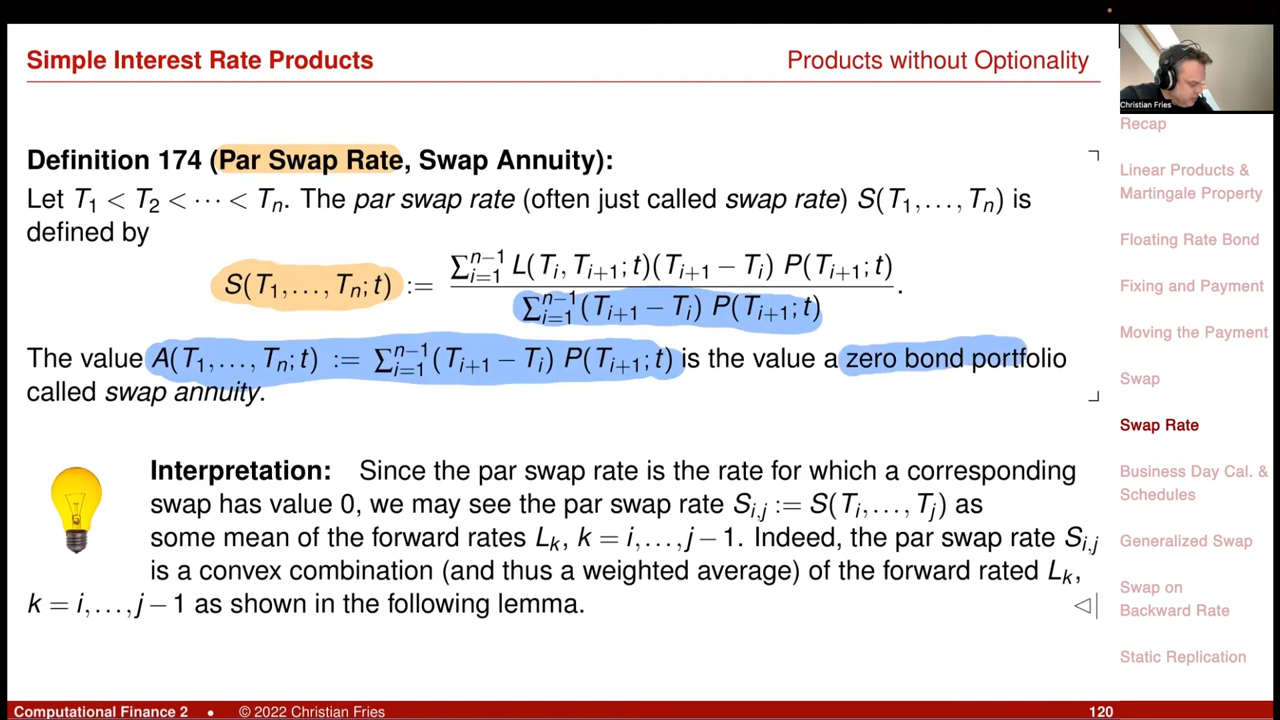 Simple Interest Rate Products
Products without Optionality
Christian Fries
Definition 174 (Par Swap Rate, Swap Annuity):
Let T₁ < T₂ < ⋯ < Tₙ. The par swap rate (often just called swap rate) S(T₁,…,Tₙ) is
defined by
S(T₁,…,Tₙ;t) := ∑ᵢ₌₁ⁿ⁻¹ L(Tᵢ,Tᵢ₊₁;t)(Tᵢ₊₁ − Tᵢ) P(Tᵢ₊₁;t) / ∑ᵢ₌₁ⁿ⁻¹(Tᵢ₊₁ − Tᵢ) P(Tᵢ₊₁;t) .
The value A(T₁,…,Tₙ;t) := ∑ᵢ₌₁ⁿ⁻¹(Tᵢ₊₁ − Tᵢ) P(Tᵢ₊₁;t) is the value a zero bond portfolio
called swap annuity.
Interpretation: Since the par swap rate is the rate for which a corresponding
swap has value 0, we may see the par swap rate Sᵢ,ⱼ := S(Tᵢ,…,Tⱼ) as
some mean of the forward rates Lₖ, k = i,…,j − 1. Indeed, the par swap rate Sᵢ,ⱼ
is a convex combination (and thus a weighted average) of the forward rated Lₖ,
k = i,…,j − 1 as shown in the following lemma.
Recap
Linear Products &
Martingale Property
Floating Rate Bond
Fixing and Payment
Moving the Payment
Swap
Swap Rate
Business Day Cal. &
Schedules
Generalized Swap
Swap on
Backward Rate
Static Replication
Computational Finance 2 • © 2022 Christian Fries
120